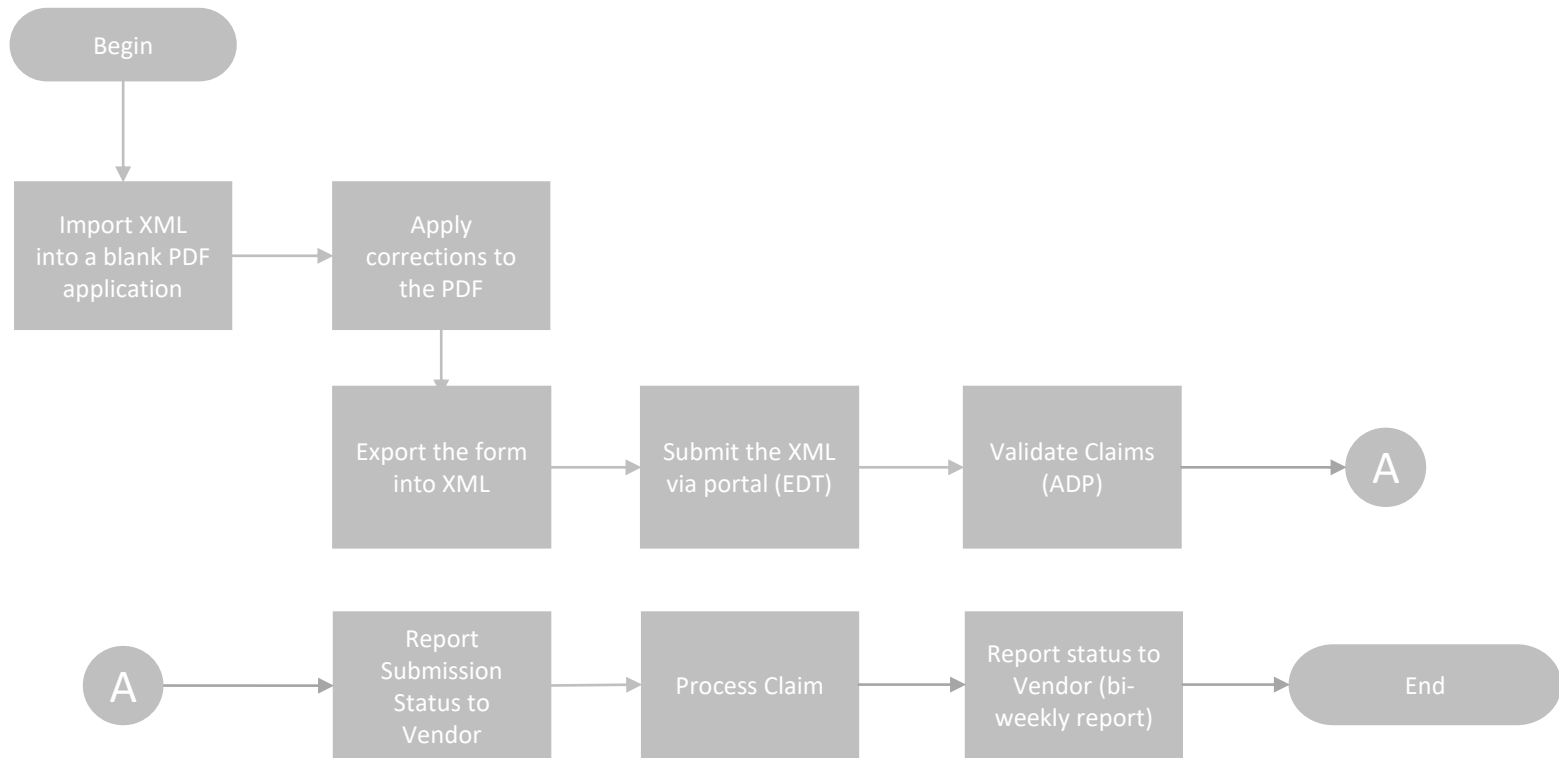 Begin
Import XML
into a blank PDF
application
Apply
corrections to
the PDF
Export the form
into XML
Submit the XML
via portal (EDT)
Validate Claims
(ADP)
A
A
Report
Submission
Status to
Vendor
Process Claim
Report status to
Vendor (bi-
weekly report)
End